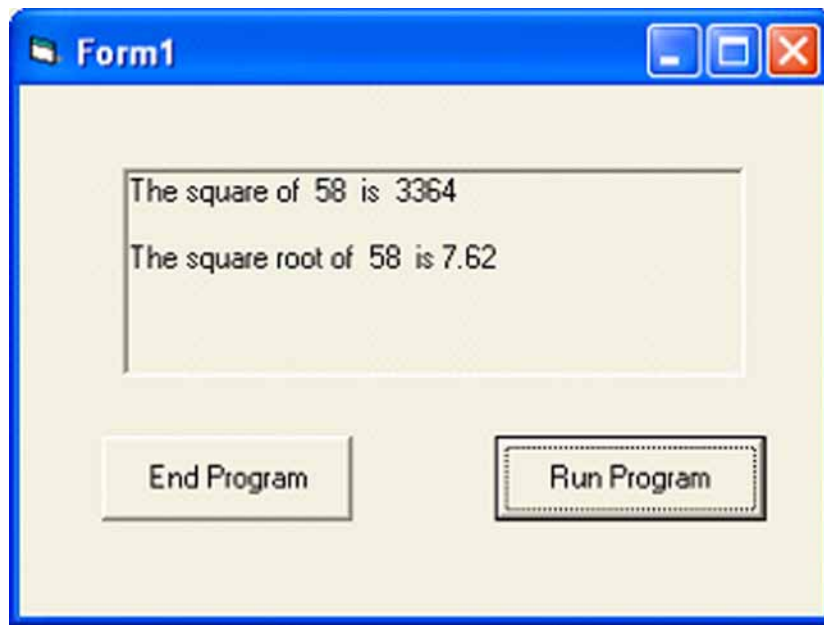 Form1
The square of  58  is  3364
The square root of  58  is 7.62
End Program
Run Program